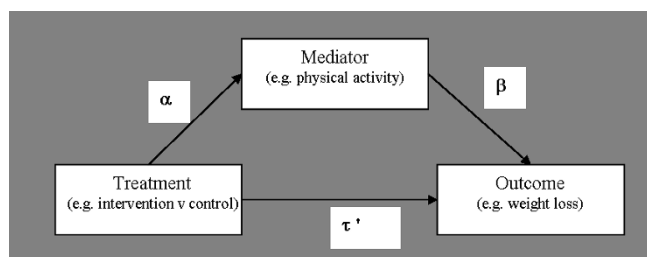 Mediator
(e.g. physical activity)
α
β
Treatment
(e.g. intervention v control)
Outcome
(e.g. weight loss)
τ '